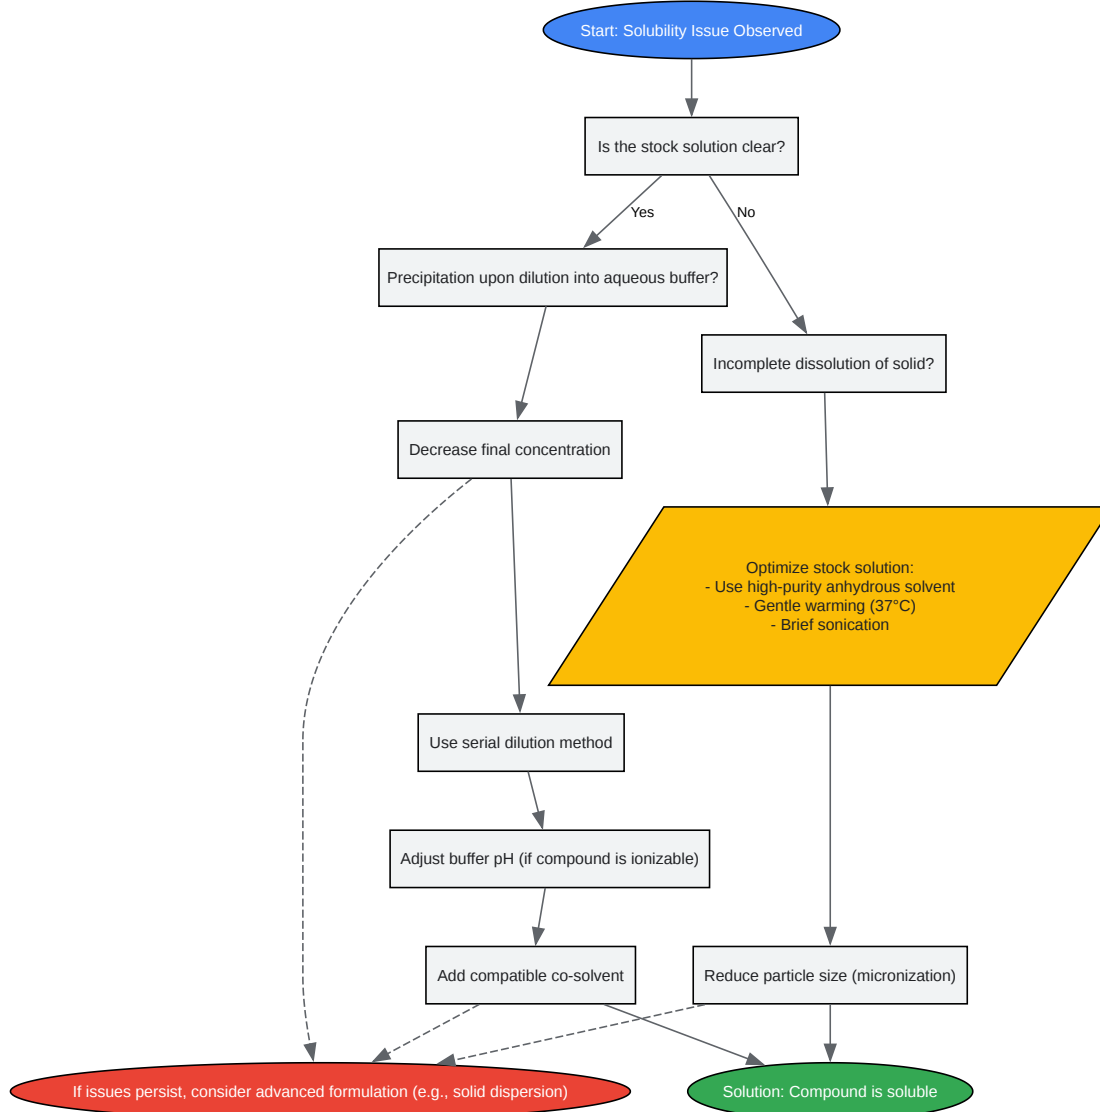 Start: Solubility Issue Observed
Is the stock solution clear?
Yes
No
Precipitation upon dilution into aqueous buffer?
Incomplete dissolution of solid?
Decrease final concentration
Optimize stock solution:
- Use high-purity anhydrous solvent
- Gentle warming (37°C)
- Brief sonication
Use serial dilution method
Adjust buffer pH (if compound is ionizable)
Add compatible co-solvent
Reduce particle size (micronization)
If issues persist, consider advanced formulation (e.g., solid dispersion)
Solution: Compound is soluble